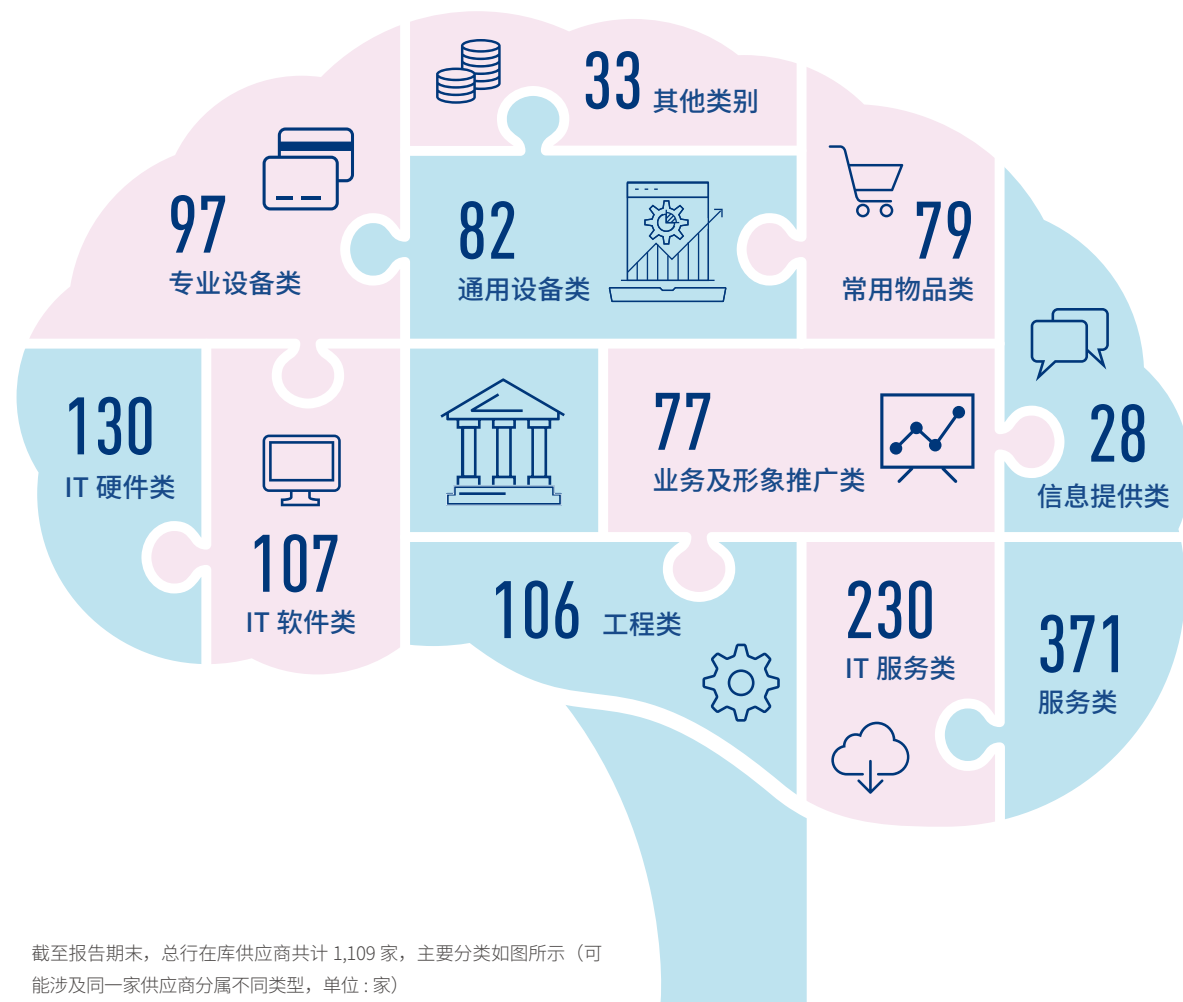 33 其他类别
97
专业设备类
82
通用设备类
79
常用物品类
130
IT 硬件类
107
IT 软件类
77
业务及形象推广类
28
信息提供类
106 工程类
230
IT 服务类
371
服务类
截至报告期末，总行在库供应商共计 1,109 家，主要分类如图所示（可
能涉及同一家供应商分属不同类型，单位 : 家）